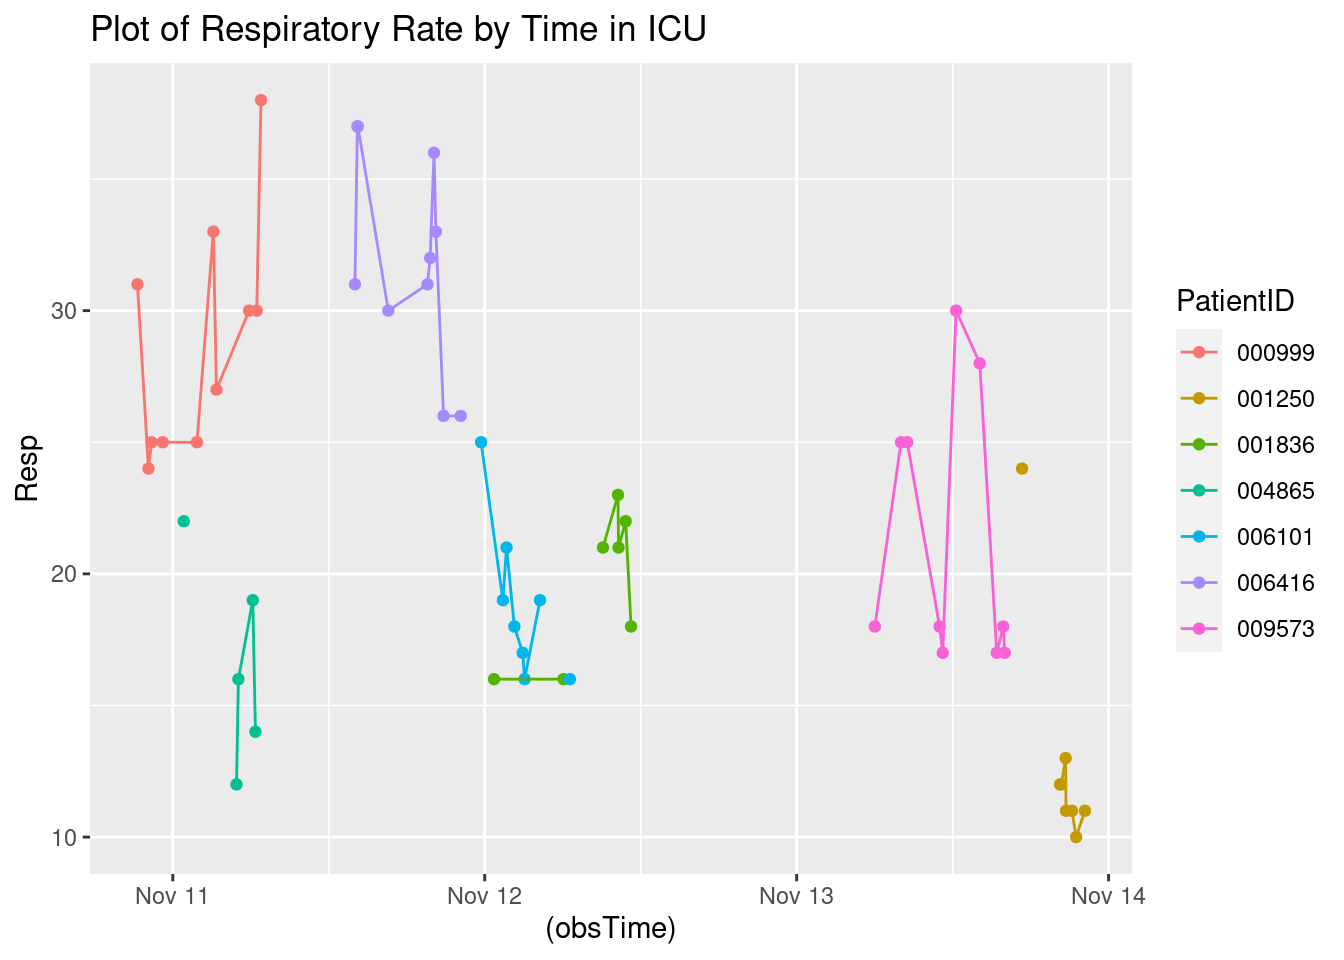 Plot of Respiratory Rate by Time in ICU
Resp
30
20
10
Nov 11
Nov 12
Nov 13
Nov 14
(obsTime)
PatientID
000999
001250
001836
004865
006101
006416
009573